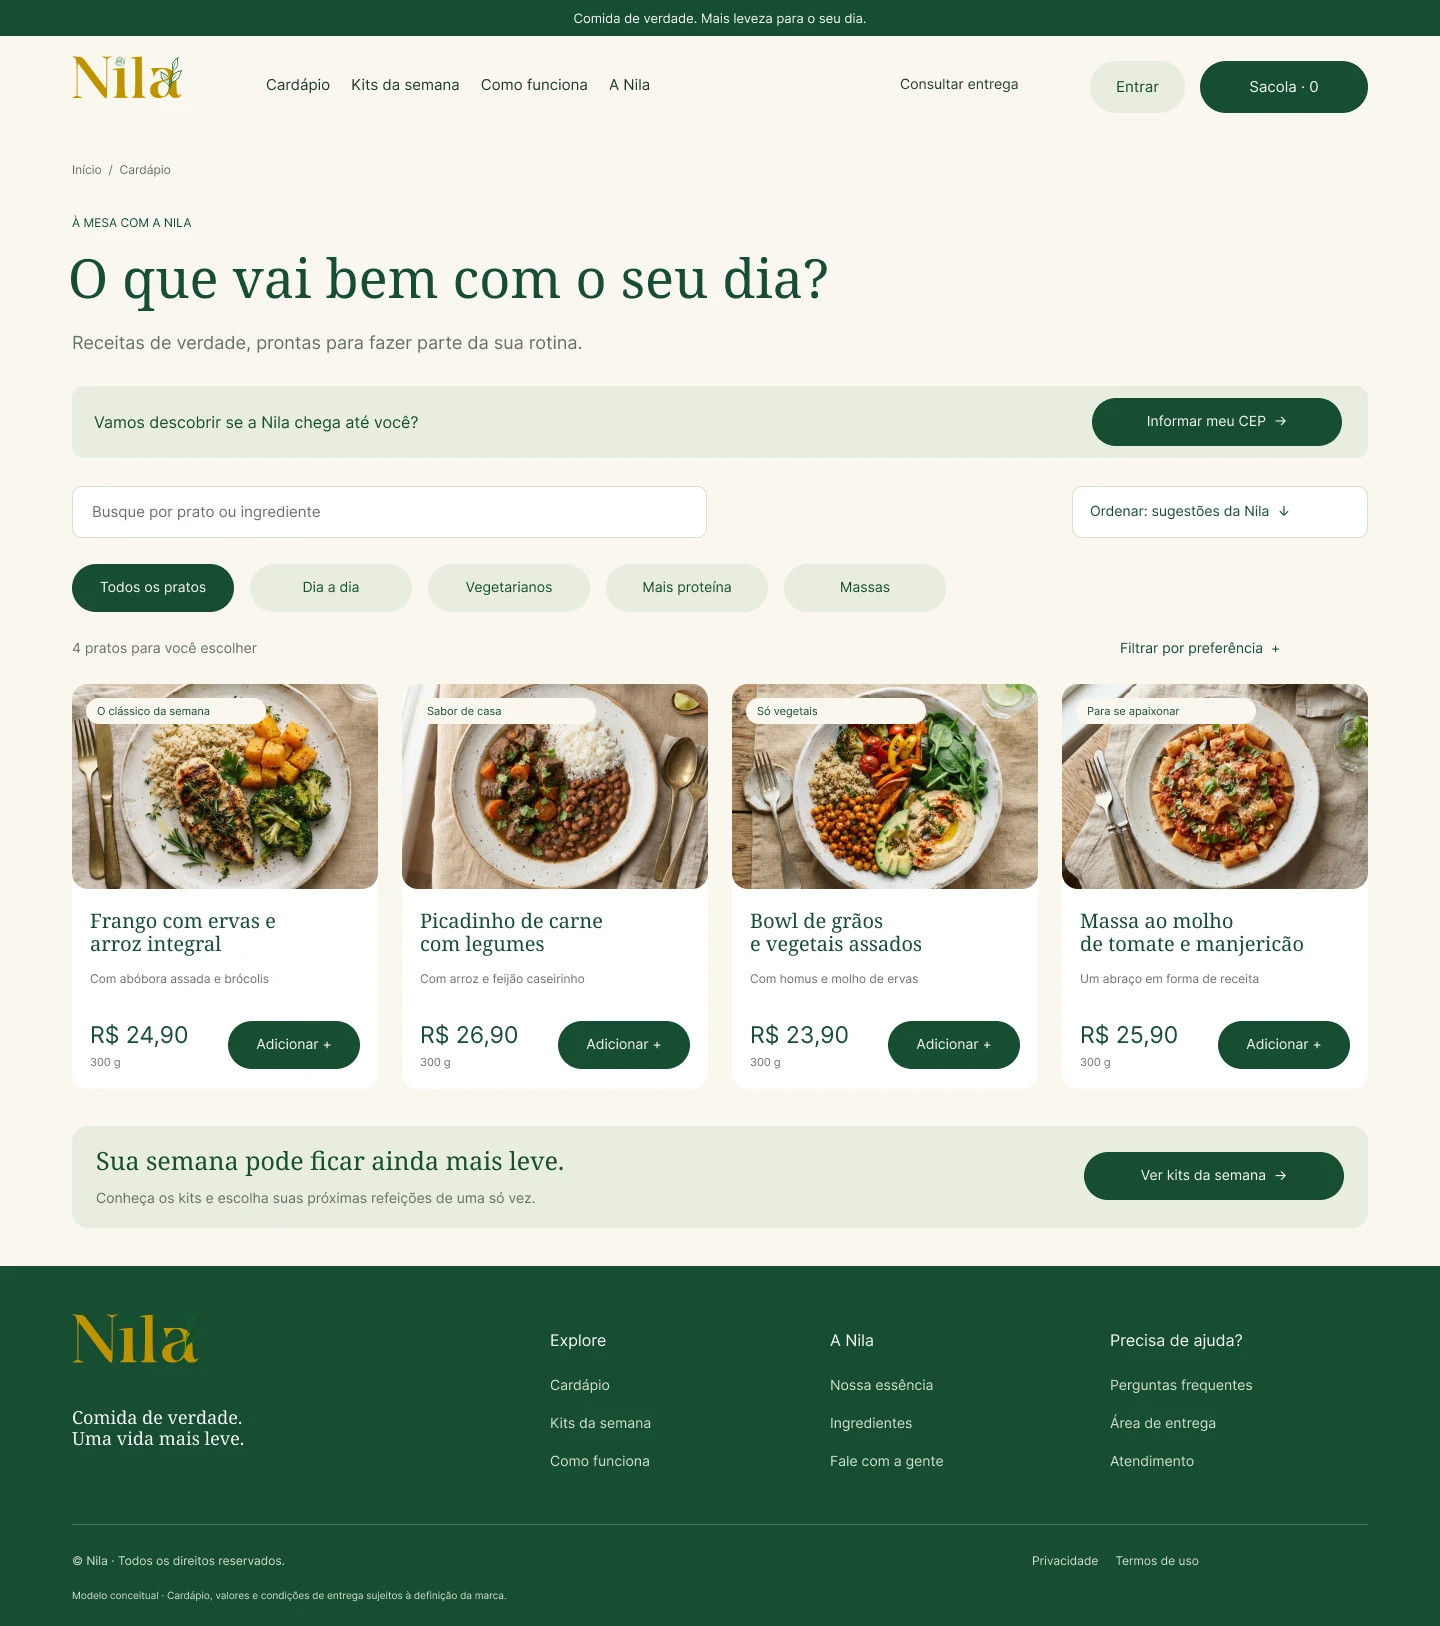 Comida de verdade. Mais leveza para o seu dia.
Nila
Cardápio
Kits da semana
Como funciona
A Nila
Consultar entrega
Entrar
Sacola · 0
Início / Cardápio
À MESA COM A NILA
O que vai bem com o seu dia?
Receitas de verdade, prontas para fazer parte da sua rotina.
Vamos descobrir se a Nila chega até você?
Informar meu CEP →
Busque por prato ou ingrediente
Ordenar: sugestões da Nila ↓
Todos os pratos
Dia a dia
Vegetarianos
Mais proteína
Massas
4 pratos para você escolher
Filtrar por preferência +
O clássico da semana
Frango com ervas e
arroz integral
Com abóbora assada e brócolis
R$ 24,90
300 g
Adicionar +
Sabor de casa
Picadinho de carne
com legumes
Com arroz e feijão caseirinho
R$ 26,90
300 g
Adicionar +
Só vegetais
Bowl de grãos
e vegetais assados
Com homus e molho de ervas
R$ 23,90
300 g
Adicionar +
Para se apaixonar
Massa ao molho
de tomate e manjericão
Um abraço em forma de receita
R$ 25,90
300 g
Adicionar +
Sua semana pode ficar ainda mais leve.
Conheça os kits e escolha suas próximas refeições de uma só vez.
Ver kits da semana →
Nila
Comida de verdade.
Uma vida mais leve.
Explore
Cardápio
Kits da semana
Como funciona
A Nila
Nossa essência
Ingredientes
Fale com a gente
Precisa de ajuda?
Perguntas frequentes
Área de entrega
Atendimento
© Nila · Todos os direitos reservados.
Privacidade
Termos de uso
Modelo conceitual · Cardápio, valores e condições de entrega sujeitos à definição da marca.